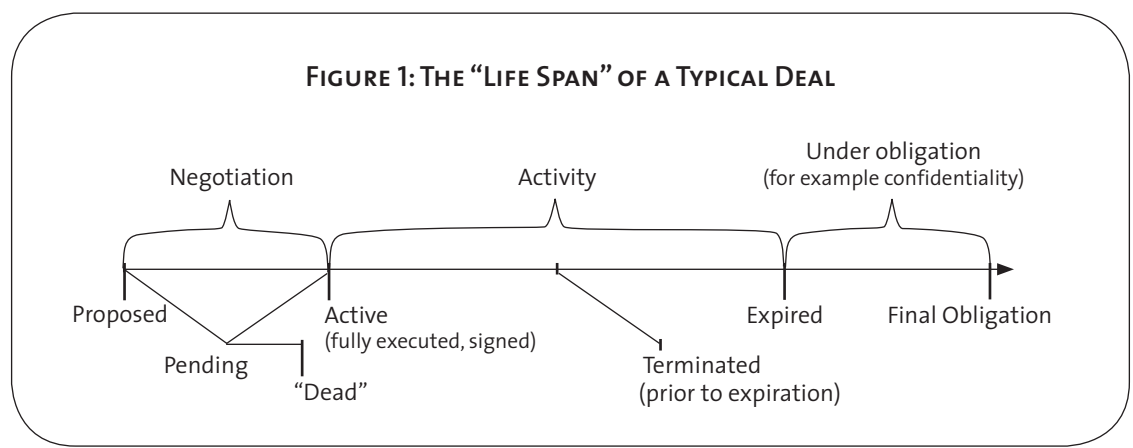 FIGURE 1: THE “LIFE SPAN” OF A TYPICAL DEAL
Negotiation
Activity
Under obligation
(for example confidentiality)
Proposed
Pending
“Dead”
Active
(fully executed, signed)
Terminated
(prior to expiration)
Expired
Final Obligation